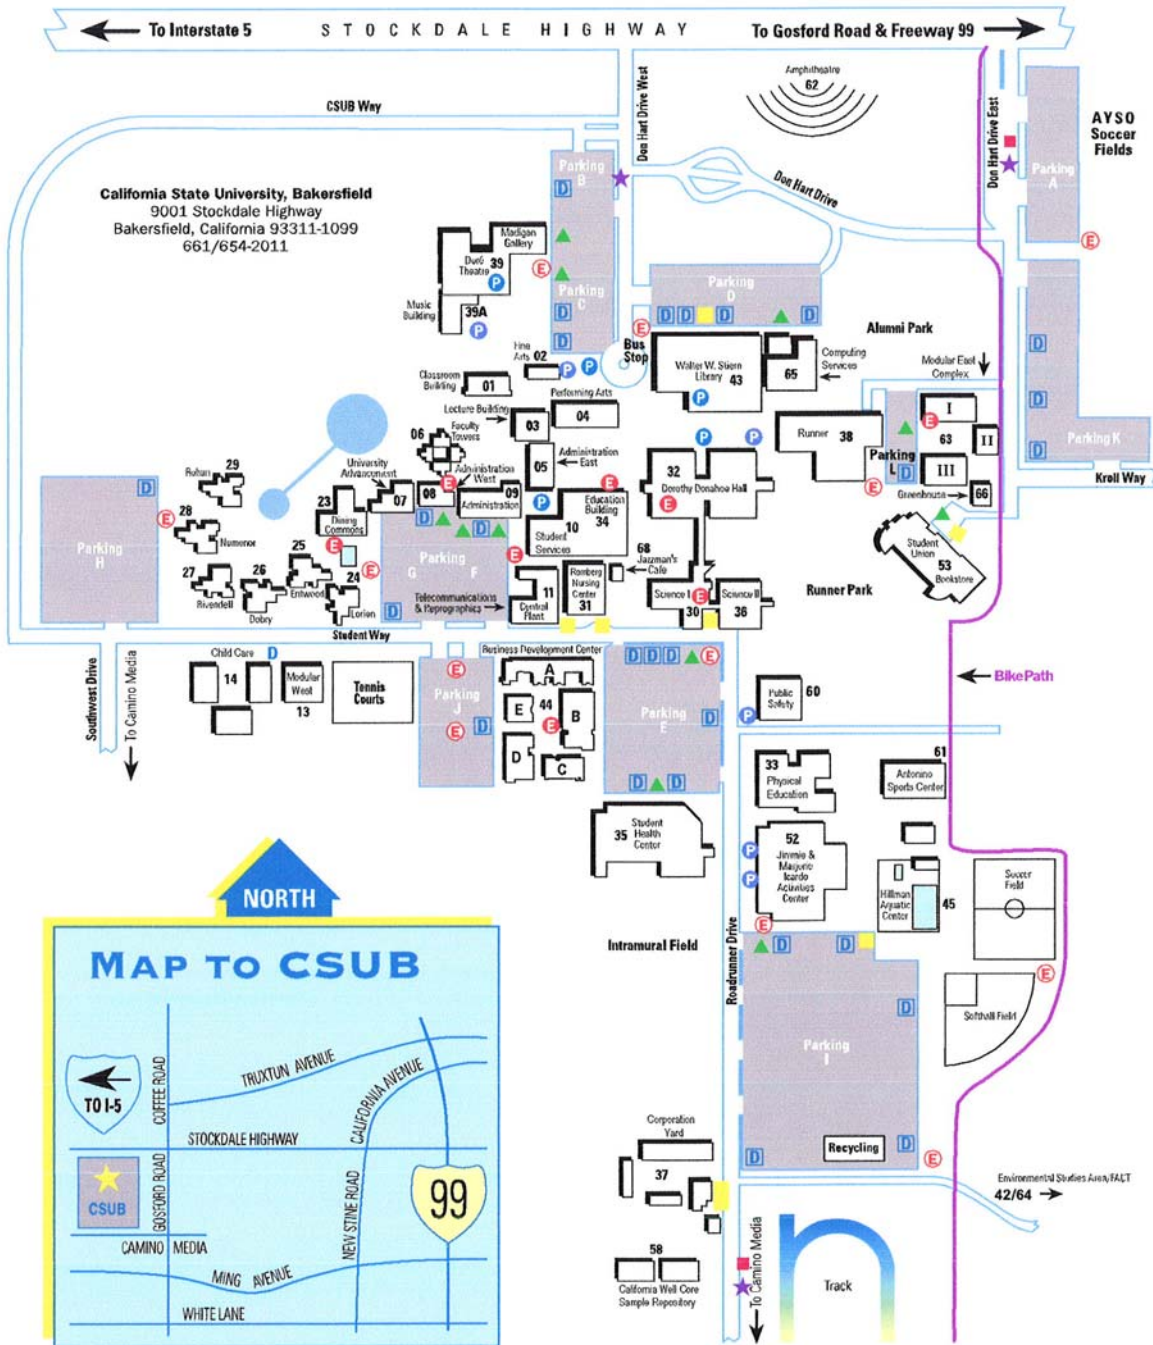 To Interstate 5
STOCKDALE HIGHWAY
To Gosford Road & Freeway 99
Amphitheatre
62
CSUB Way
Don Hart Drive West
Don Hart Drive East
AYSO
Soccer
Fields
Parking
A
Parking
B
Don Hart Drive
California State University, Bakersfield
9001 Stockdale Highway
Bakersfield, California 93311-1099
661/654-2011
Madigan
Gallery
Doré
Theatre
39
Music
Building
39A
Parking
C
Parking
D
Bus
Stop
Alumni Park
Modular East
Complex
Fine
Arts
02
Classroom
Building
01
Walter W. Stiern
Library
43
65
Computing
Services
Performing Arts
04
Lecture Building
03
Faculty
Towers
06
Runner
38
Parking
L
I
63
II
III
Parking K
Kroll Way
Greenhouse
66
University
Advancement
07
08
Administration
West
09
Administration
05
Administration
East
32
Dorothy Donahoe Hall
Education
Building
34
10
Student
Services
Rohan
29
23
Dining
Commons
28
Numenor
Parking
H
25
Entwood
27
Rivendell
26
Dobry
24
Lorien
Parking
G
F
68
Jazzman's
Cafe
Telecommunications
& Reprographics
11
Central
Plant
Romberg
Nursing
Center
31
Science I
30
Science II
36
Student
Union
53
Bookstore
Runner Park
Student Way
Southwest Drive
To Camino Media
Child Care
D
14
Modular
West
13
Tennis
Courts
Parking
J
Business Development Center
A
E
44
B
D
C
Parking
E
Public
Safety
60
Bike Path
33
Physical
Education
61
Antonino
Sports Center
35
Student
Health
Center
52
Jimmie &
Marjorie
Icardo
Activities
Center
Hillman
Aquatic
Center
45
Soccer
Field
Softball Field
Intramural Field
Roadrunner Drive
Parking
I
Recycling
Corporation
Yard
37
58
California Well Core
Sample Repository
To Camino Media
Track
Environmental Studies Area/FACT
42/64
NORTH
MAP TO CSUB
TO I-5
COFFEE ROAD
TRUXTUN AVENUE
CALIFORNIA AVENUE
STOCKDALE HIGHWAY
CSUB
GOSFORD ROAD
NEW STINE ROAD
99
CAMINO MEDIA
MING AVENUE
WHITE LANE